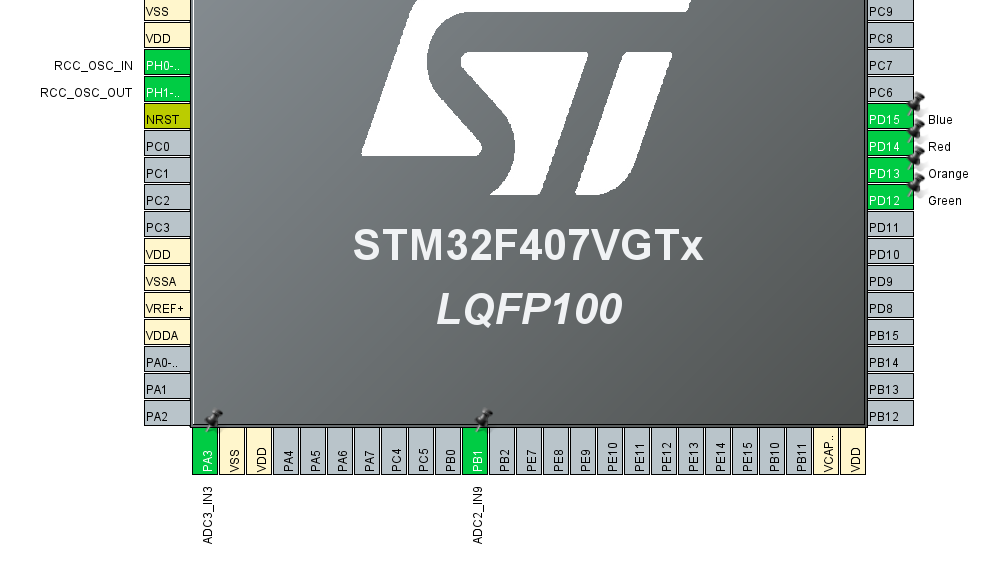 VSS
VDD
RCC_OSC_IN PH0-..
RCC_OSC_OUT PH1-..
NRST
PC0
PC1
PC2
PC3
VDD
VSSA
VREF+
VDDA
PA0-..
PA1
PA2
STM32F407VGTx
LQFP100
PC9
PC8
PC7
PC6
PD15 Blue
PD14 Red
PD13 Orange
PD12 Green
PD11
PD10
PD9
PD8
PB15
PB14
PB13
PB12
PA3
VSS
VDD
PA4
PA5
PA6
PA7
PC4
PC5
PB0
PB1
PB2
PE7
PE8
PE9
PE10
PE11
PE12
PE13
PE14
PE15
PB10
PB11
VCAP..
VDD
ADC3_IN3
ADC2_IN9